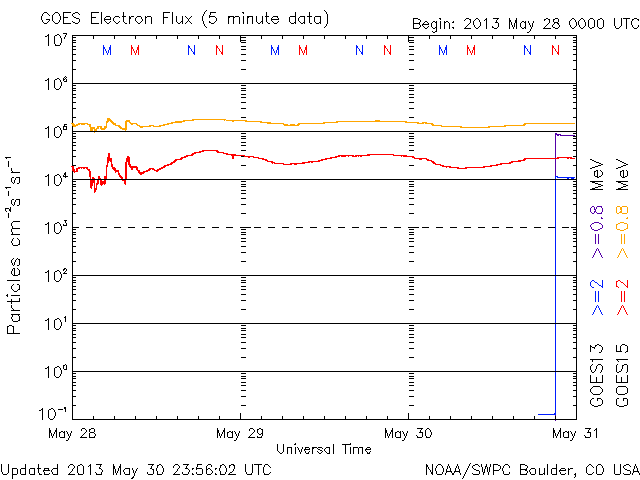 GOES Electron Flux (5 minute data)
Begin: 2013 May 28 0000 UTC
10⁷
M M N N M M N N M M N N
10⁶
10⁵
10⁴
10³
10²
10¹
10⁰
10⁻¹
Particles cm⁻²s⁻¹sr⁻¹
May 28 May 29 May 30 May 31
Universal Time
GOES13 >=2 >=0.8 MeV
GOES15 >=2 >=0.8 MeV
Updated 2013 May 30 23:56:02 UTC
NOAA/SWPC Boulder, CO USA